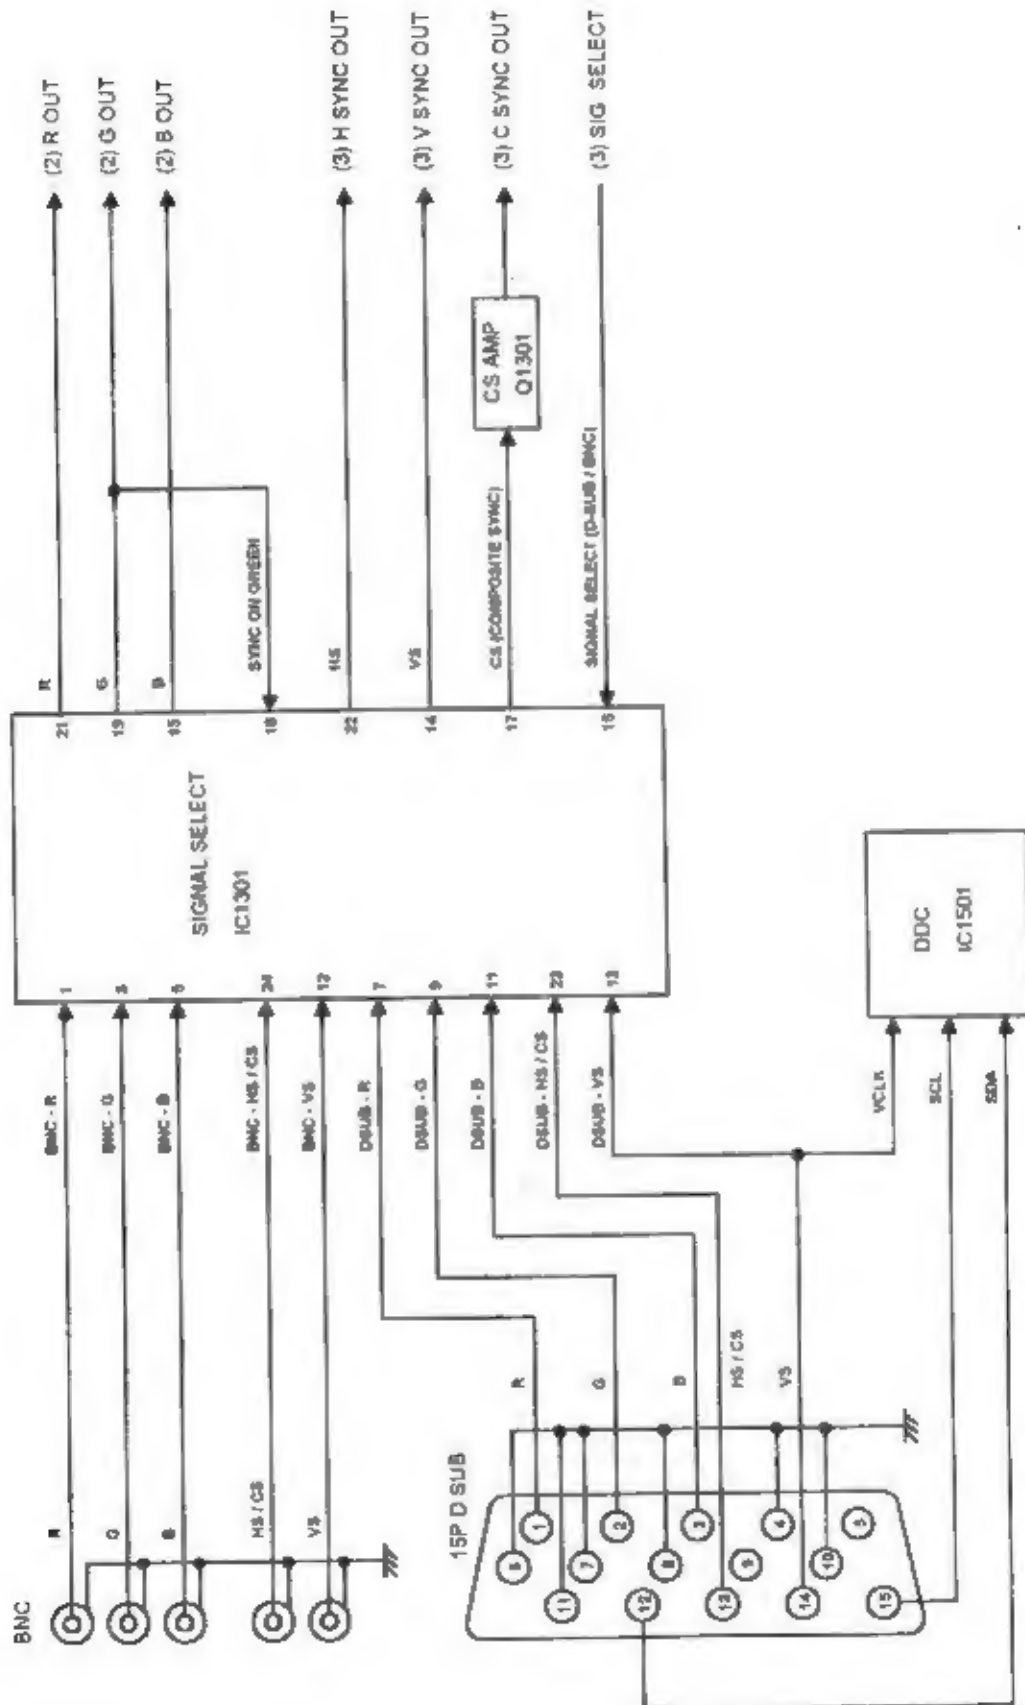 BNC
R
G
B
HS / CS
VS
BNC - R
BNC - G
BNC - B
BNC - HS / CS
BNC - VS
DSUB - R
DSUB - G
DSUB - B
DSUB - HS / CS
DSUB - VS
1
3
5
24
12
7
9
11
23
13
SIGNAL SELECT
IC1301
21
19
15
18
22
14
17
16
R
G
B
SYNC ON GREEN
HS
VS
CS (COMPOSITE SYNC)
SIGNAL SELECT (D-SUB / BNC)
CS AMP
Q1301
(2) R OUT
(2) G OUT
(2) B OUT
(3) H SYNC OUT
(3) V SYNC OUT
(3) C SYNC OUT
(3) SIG SELECT
15P D SUB
R
G
B
HS / CS
VS
1
2
3
4
5
6
7
8
9
10
11
12
13
14
15
VCLK
SCL
SDA
DDC
IC1501